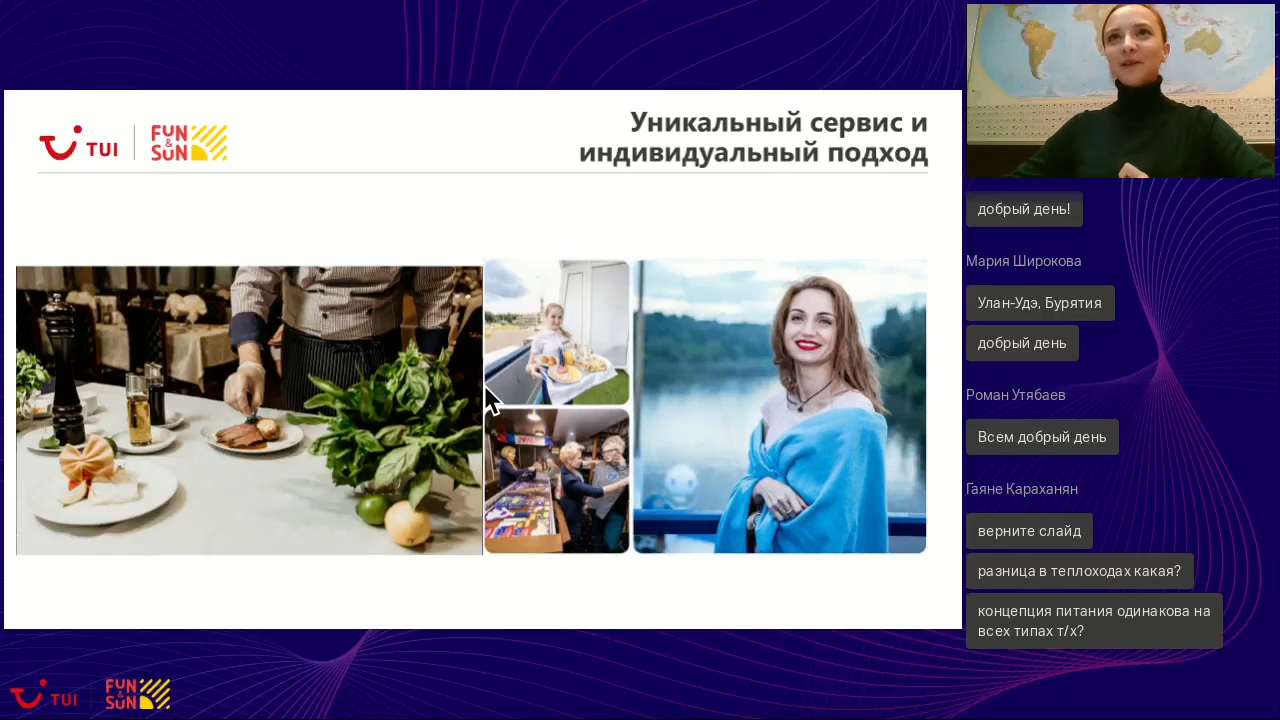 TUI
FUN
&
SUN
Уникальный сервис и
индивидуальный подход
добрый день!
Мария Широкова
Улан-Удэ, Бурятия
добрый день
Роман Утябаев
Всем добрый день
Гаяне Караханян
верните слайд
разница в теплоходах какая?
концепция питания одинакова на
всех типах т/х?
TUI
FUN
&
SUN